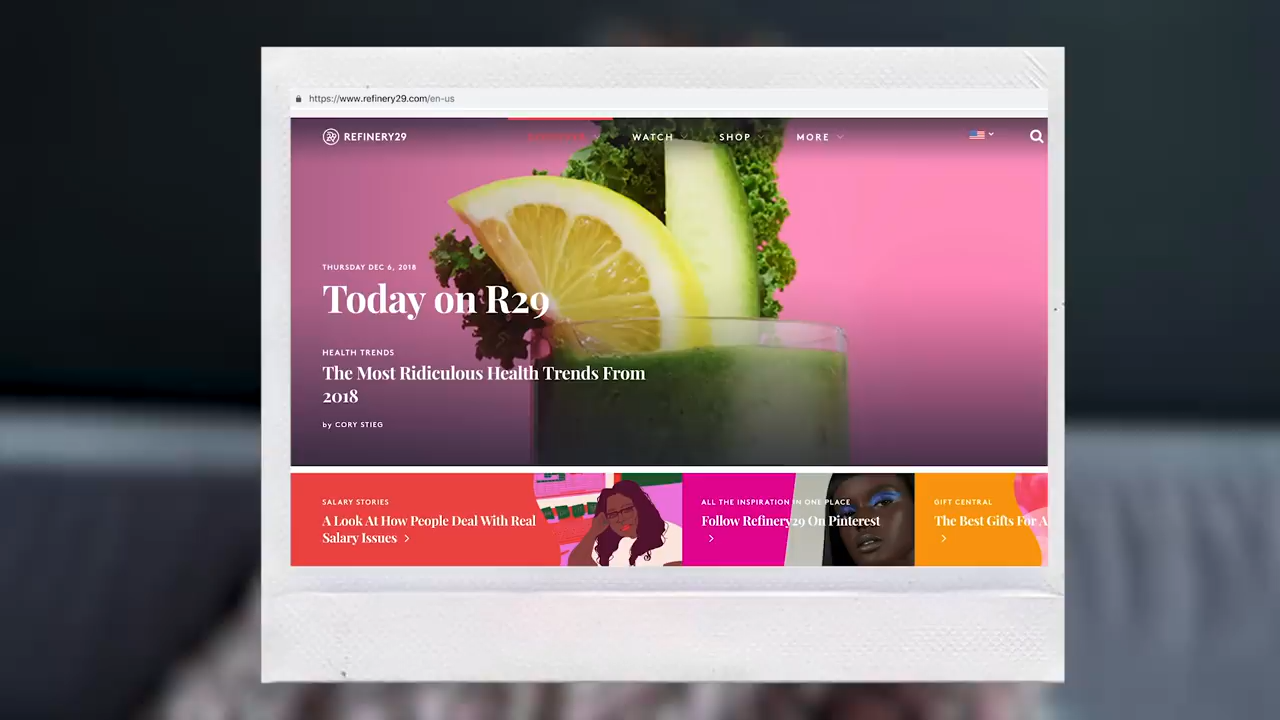 https://www.refinery29.com/en-us
REFINERY29
WATCH
SHOP
MORE
THURSDAY DEC 6, 2018
Today on R29
HEALTH TRENDS
The Most Ridiculous Health Trends From
2018
by CORY STIEG
SALARY STORIES
A Look At How People Deal With Real
Salary Issues
ALL THE INSPIRATION IN ONE PLACE
Follow Refinery29 On Pinterest
GIFT CENTRAL
The Best Gifts For A